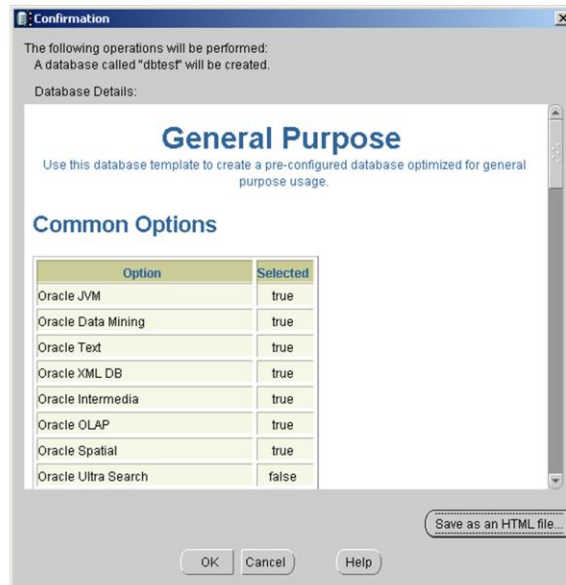 Confirmation
The following operations will be performed:
A database called "dbtest" will be created.
Database Details:
General Purpose
Use this database template to create a pre-configured database optimized for general
purpose usage.
Common Options
Option Selected
Oracle JVM true
Oracle Data Mining true
Oracle Text true
Oracle XML DB true
Oracle Intermedia true
Oracle OLAP true
Oracle Spatial true
Oracle Ultra Search false
Save as an HTML file...
OK Cancel Help